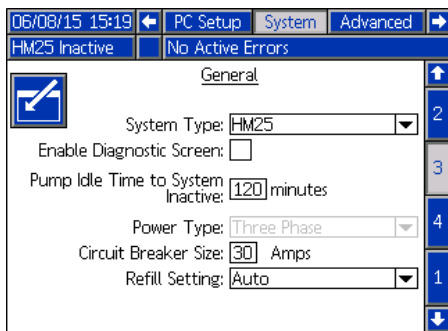 06/08/15 15:19 PC Setup System Advanced
HM25 Inactive No Active Errors
General
System Type: HM25
Enable Diagnostic Screen:
Pump Idle Time to System Inactive: 120 minutes
Power Type: Three Phase
Circuit Breaker Size: 30 Amps
Refill Setting: Auto
2
3
4
1